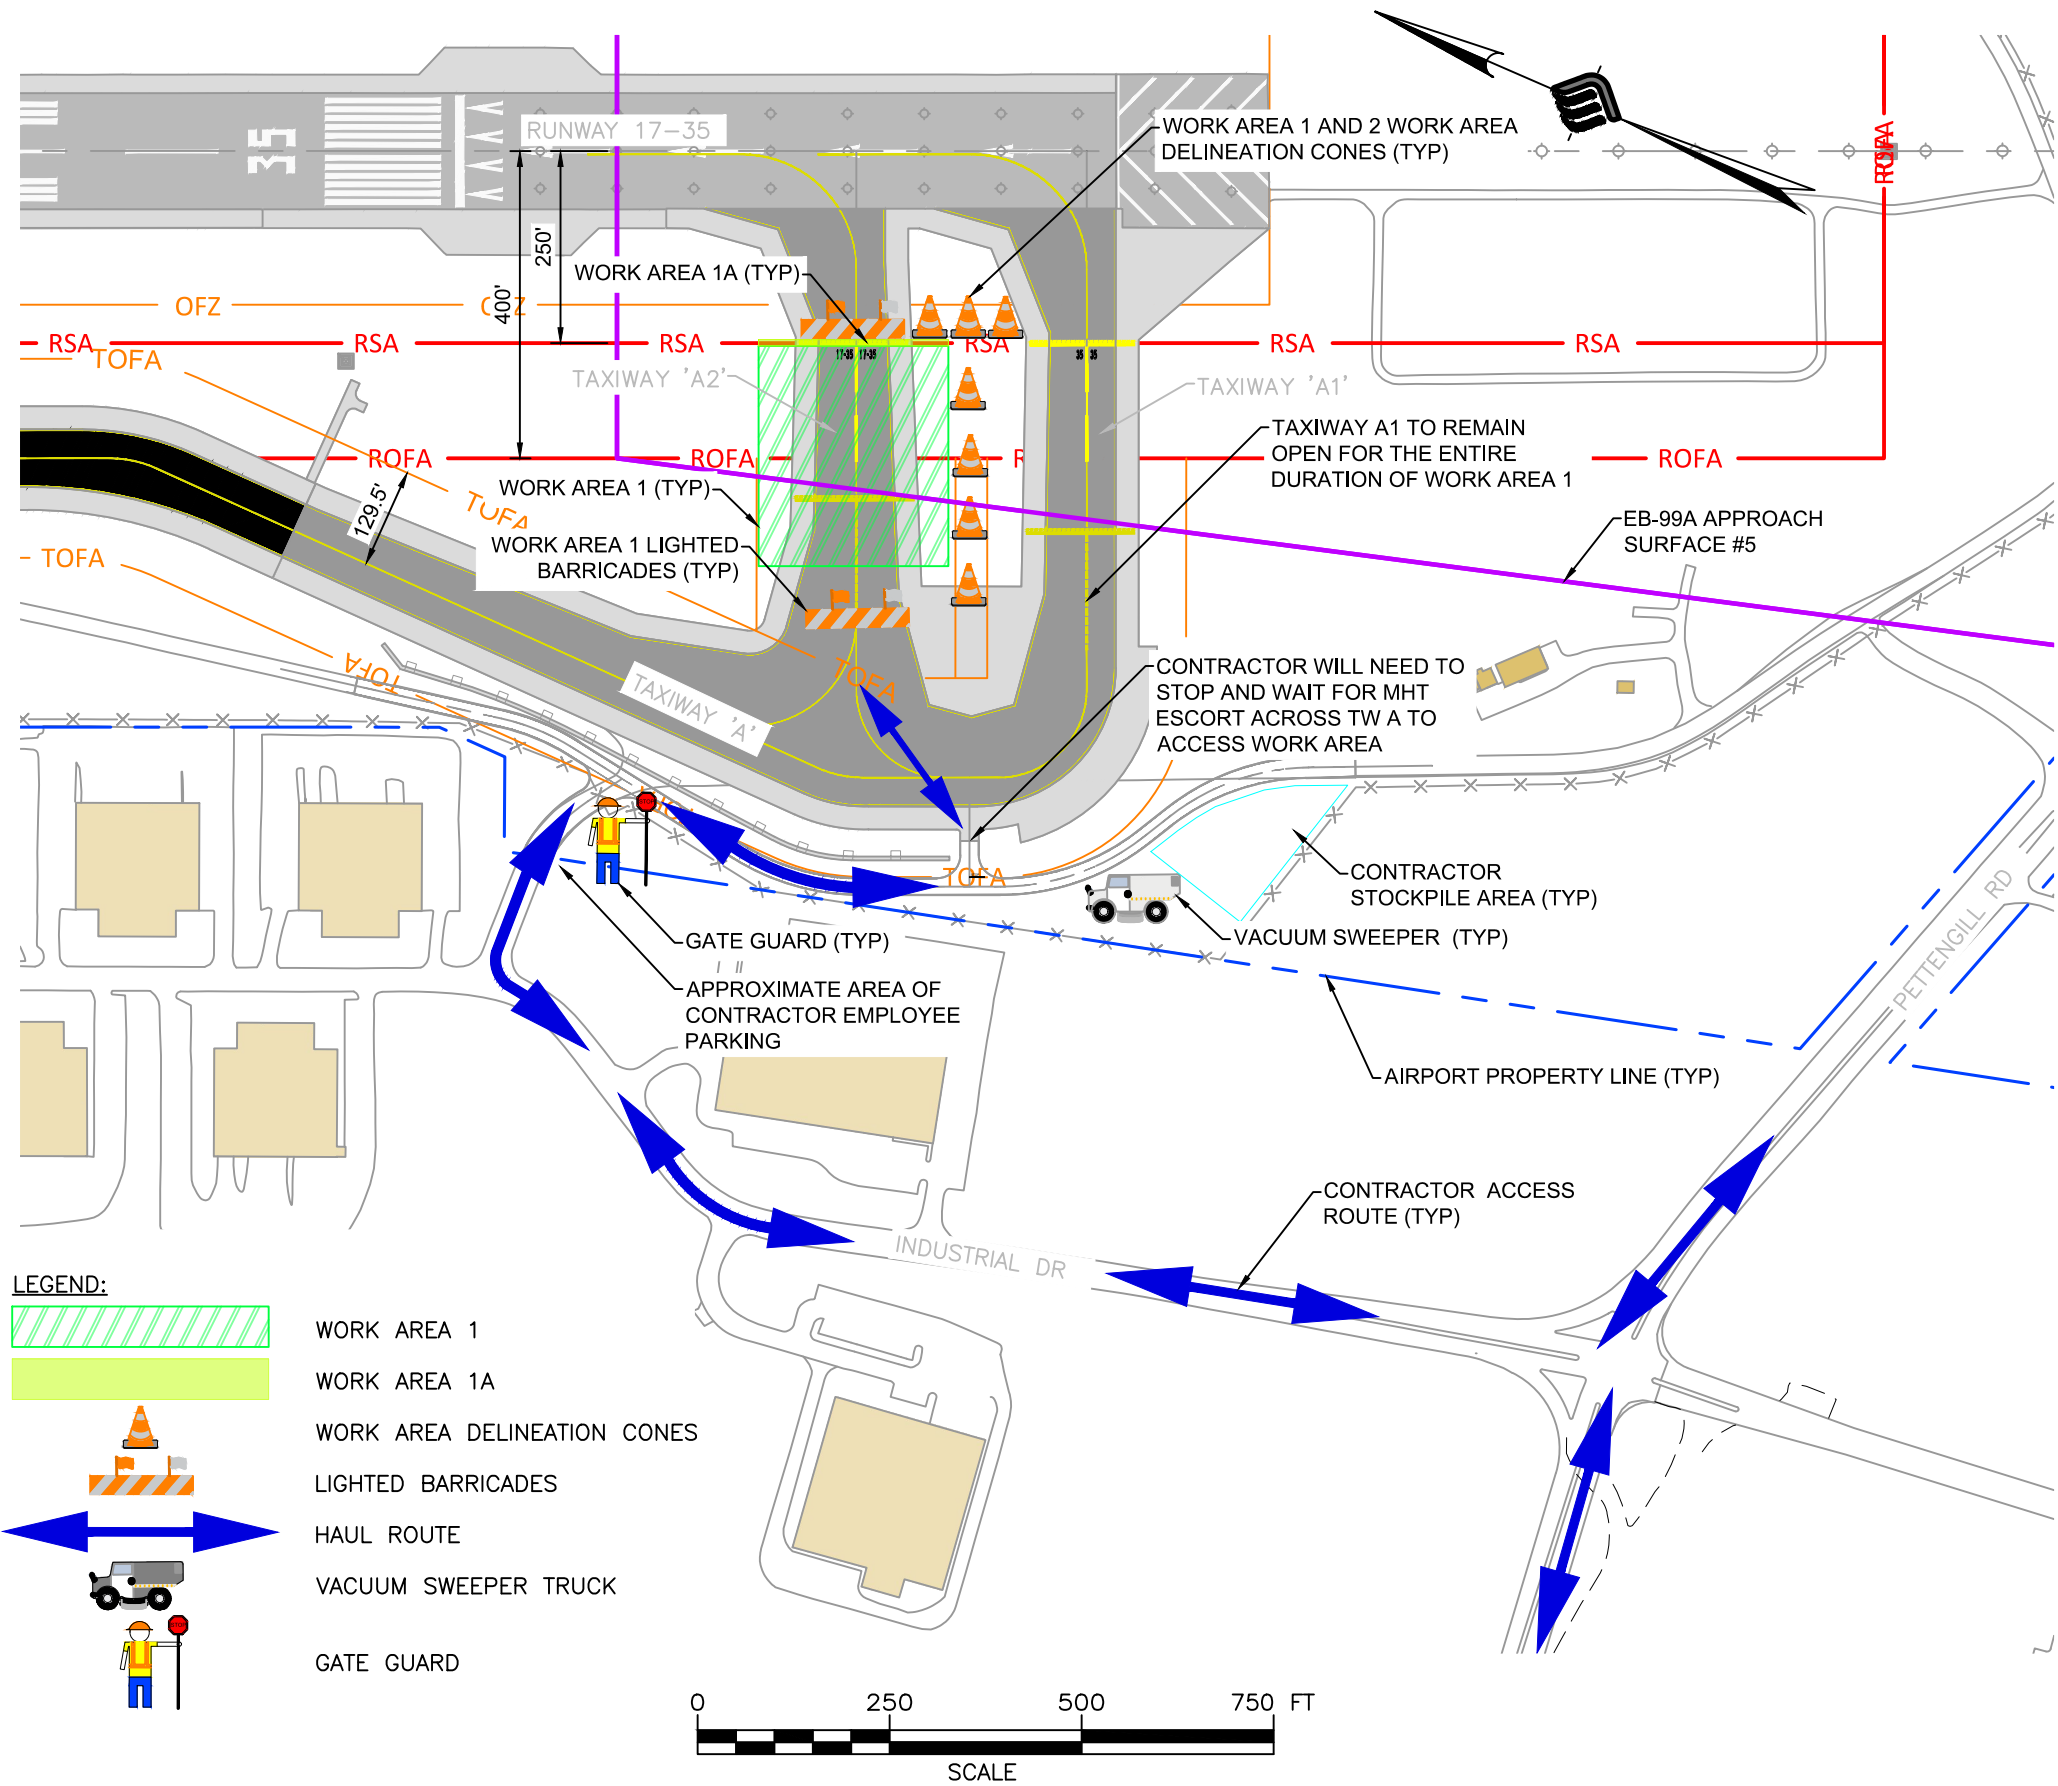 RUNWAY 17-35
35
WORK AREA 1 AND 2 WORK AREA
DELINEATION CONES (TYP)
ROFA
250'
400'
WORK AREA 1A (TYP)
OFZ
OFZ
RSA
RSA
RSA
RSA
RSA
RSA
TOFA
17-35 17-35
35 35
TAXIWAY 'A2'
TAXIWAY 'A1'
TAXIWAY A1 TO REMAIN
OPEN FOR THE ENTIRE
DURATION OF WORK AREA 1
ROFA
ROFA
ROFA
129.5'
TOFA
WORK AREA 1 (TYP)
WORK AREA 1 LIGHTED
BARRICADES (TYP)
EB-99A APPROACH
SURFACE #5
TOFA
TOFA
TOFA
TAXIWAY 'A'
CONTRACTOR WILL NEED TO
STOP AND WAIT FOR MHT
ESCORT ACROSS TW A TO
ACCESS WORK AREA
TOFA
CONTRACTOR
STOCKPILE AREA (TYP)
VACUUM SWEEPER (TYP)
GATE GUARD (TYP)
APPROXIMATE AREA OF
CONTRACTOR EMPLOYEE
PARKING
PETTENGILL RD
AIRPORT PROPERTY LINE (TYP)
CONTRACTOR ACCESS
ROUTE (TYP)
INDUSTRIAL DR
LEGEND:
WORK AREA 1
WORK AREA 1A
WORK AREA DELINEATION CONES
LIGHTED BARRICADES
HAUL ROUTE
VACUUM SWEEPER TRUCK
GATE GUARD
0 250 500 750 FT
SCALE